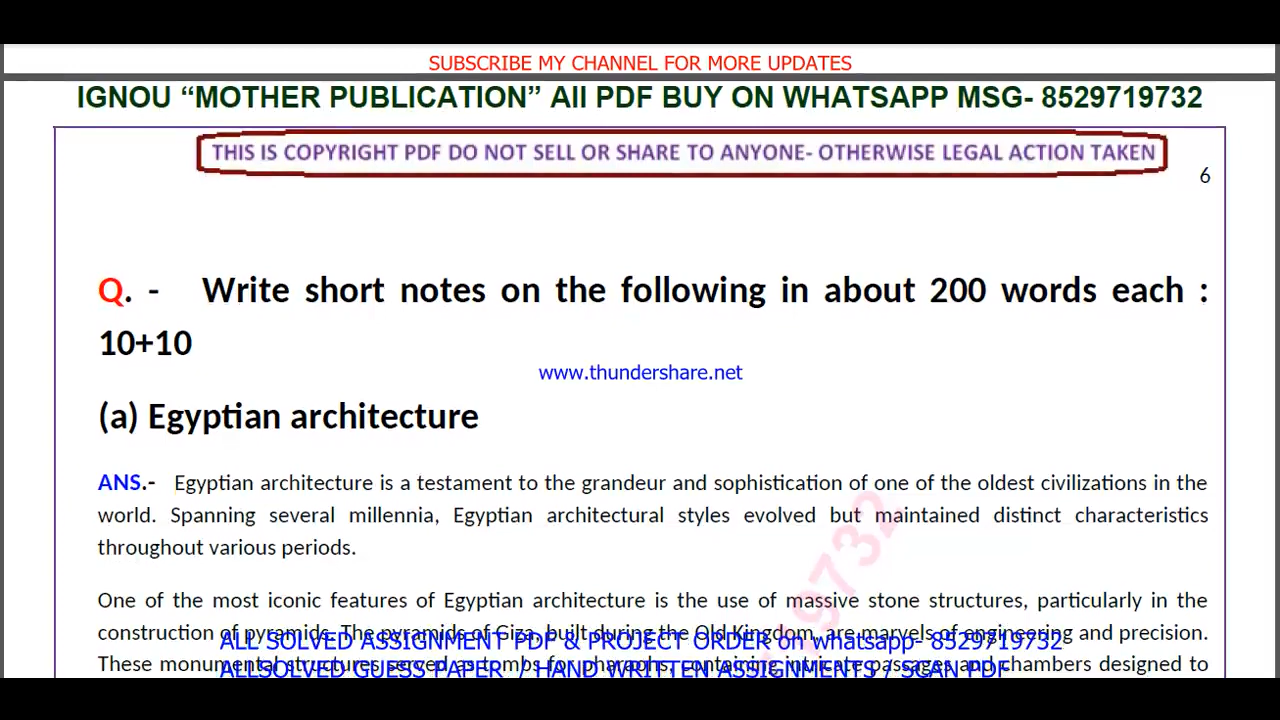 SUBSCRIBE MY CHANNEL FOR MORE UPDATES
IGNOU “MOTHER PUBLICATION” All PDF BUY ON WHATSAPP MSG- 8529719732
THIS IS COPYRIGHT PDF DO NOT SELL OR SHARE TO ANYONE- OTHERWISE LEGAL ACTION TAKEN
6
Q. - Write short notes on the following in about 200 words each :
10+10
www.thundershare.net
(a) Egyptian architecture
ANS.- Egyptian architecture is a testament to the grandeur and sophistication of one of the oldest civilizations in the
world. Spanning several millennia, Egyptian architectural styles evolved but maintained distinct characteristics
throughout various periods.
One of the most iconic features of Egyptian architecture is the use of massive stone structures, particularly in the
construction of pyramids. The pyramids of Giza, built during the Old Kingdom, are marvels of engineering and precision.
ALL SOLVED ASSIGNMENT PDF & PROJECT ORDER on whatsapp- 8529719732
These monumental structures served as tombs for pharaohs, containing intricate passages and chambers designed to
ALLSOLVED GUESS PAPER / HAND WRITTEN ASSIGNMENTS / SCAN PDF
19732